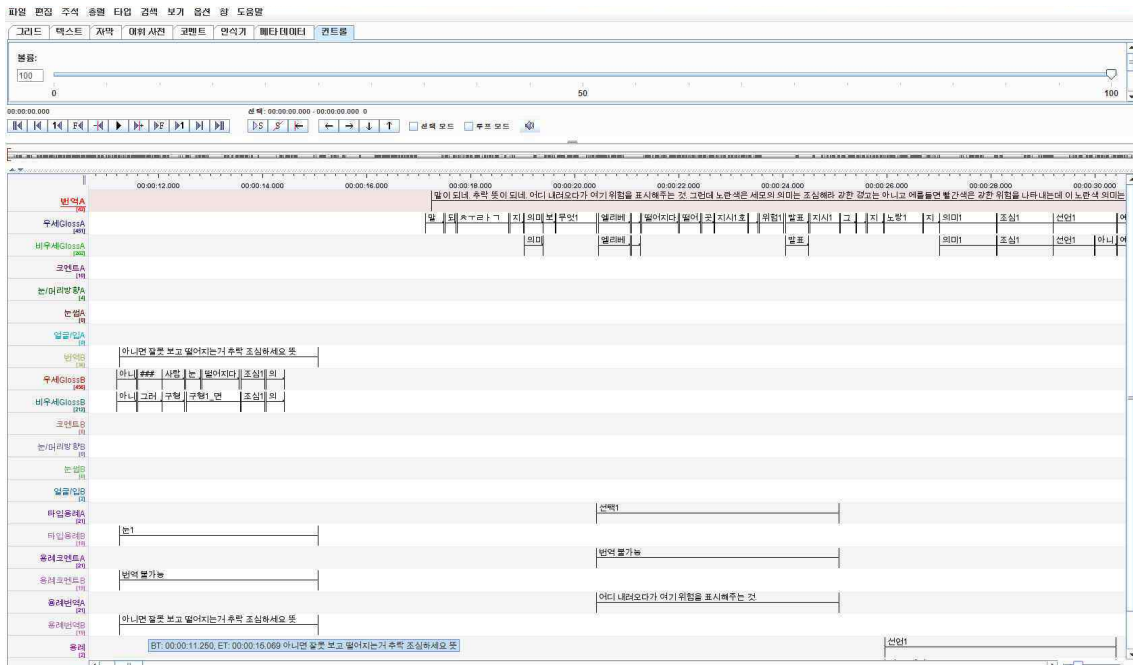 파일 편집 주석 층렬 타입 검색 보기 옵션 창 도움말
그리드 텍스트 자막 어휘 사전 코멘트 인식기 메타데이터 컨트롤
볼륨:
100
0 50 100
00:00:00.000 선택: 00:00:00.000 - 00:00:00.000 0
선택 모드 루프 모드
00:00:12.000 00:00:14.000 00:00:16.000 00:00:18.000 00:00:20.000 00:00:22.000 00:00:24.000 00:00:26.000 00:00:28.000 00:00:30.000
번역A 말이 되네. 추락 뜻이 되네. 어디 내려오다가 여기 위험을 표시해주는 것. 그런데 노란색은 세모의 의미는 조심해라 강한 경고는 아니고 예를들면 빨간색은 강한 위험을 나타내는데 이 노란색 의미는
우세GlossA 말 되 ㅊㅜㄹㅏㄱ 지 의미 보 무엇1 엘리베 떨어지다 떨어 곳 지시1호 위험1 발표 지시1 그 지 노랑1 지 의미1 조심1 선언1
비우세GlossA 의미 엘리베 발표 의미1 조심1 선언1 아니
코멘트A
눈/머리방향A
눈썹A
얼굴/입A
번역B 아니면 잘못 보고 떨어지는거 추락 조심하세요 뜻
우세GlossB 아니 ### 사람 눈 떨어지다 조심1 의
비우세GlossB 아니 그러 구형 구형1_면 조심1 의
코멘트B
눈/머리방향B
눈썹B
얼굴/입B
타입용례A 선택1
타입용례B 눈1
용례코멘트A 번역 불가능
용례코멘트B 번역 불가능
용례번역A 어디 내려오다가 여기 위험을 표시해주는 것
용례번역B 아니면 잘못 보고 떨어지는거 추락 조심하세요 뜻
용례 BT: 00:00:11.250, ET: 00:00:15.069 아니면 잘못 보고 떨어지는거 추락 조심하세요 뜻 선언1